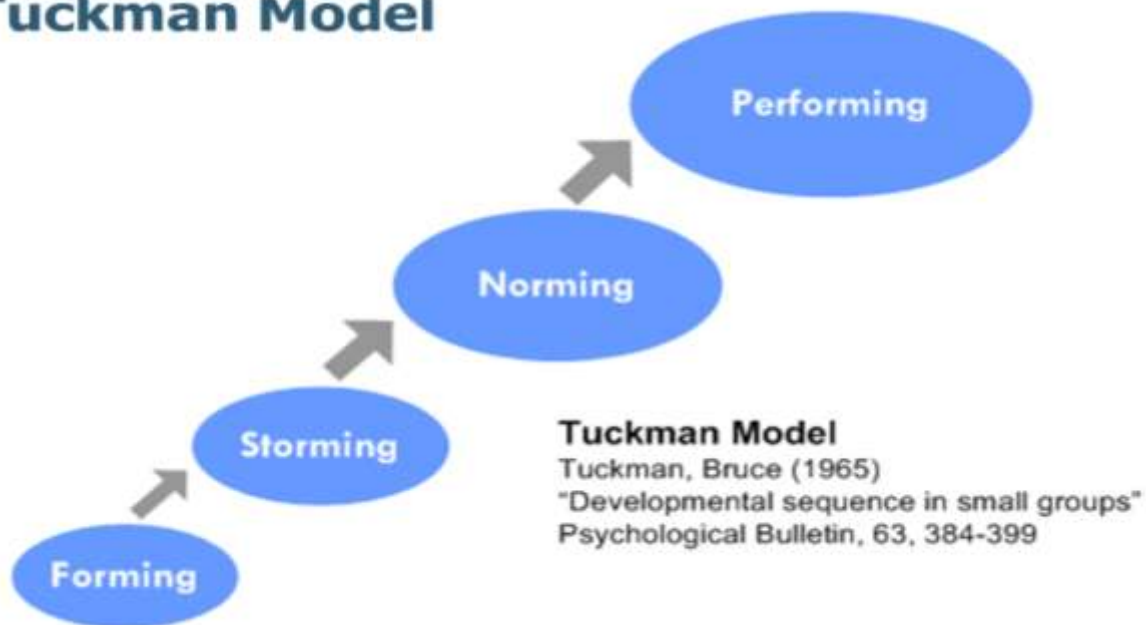 Tuckman Model
Performing
Norming
Storming
Forming
Tuckman Model
Tuckman, Bruce (1965)
"Developmental sequence in small groups"
Psychological Bulletin, 63, 384-399